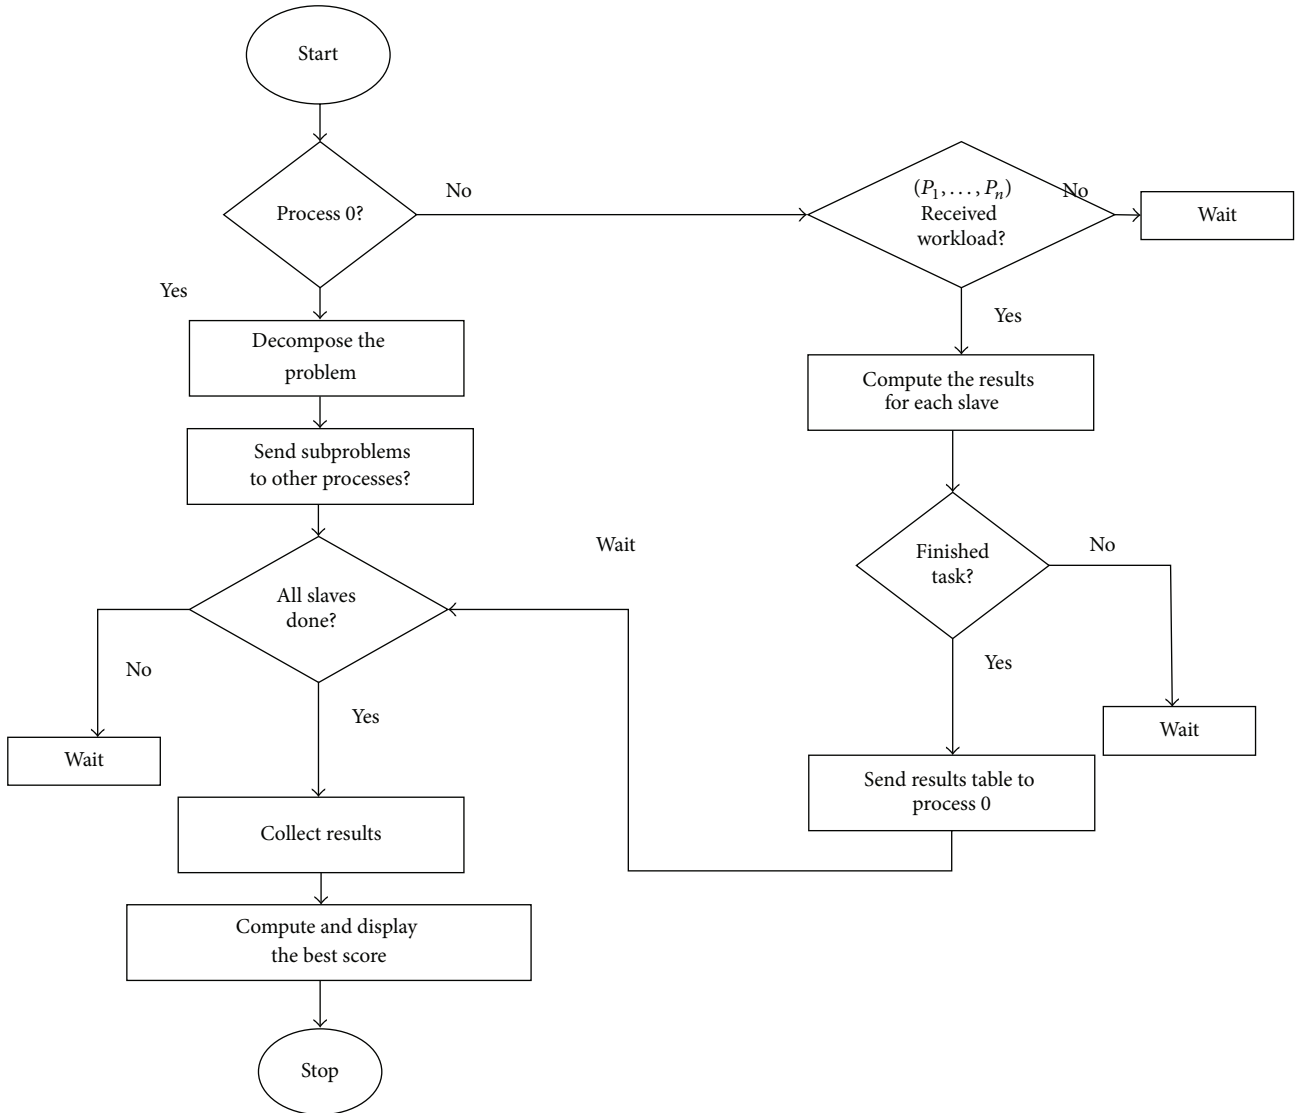 Start
Process 0?
No
(P₁, . . . , Pₙ)
Received
workload?
No
Wait
Yes
Decompose the
problem
Yes
Compute the results
for each slave
Send subproblems
to other processes?
Wait
Finished
task?
No
All slaves
done?
No
Yes
Yes
Wait
Wait
Send results table to
process 0
Collect results
Compute and display
the best score
Stop